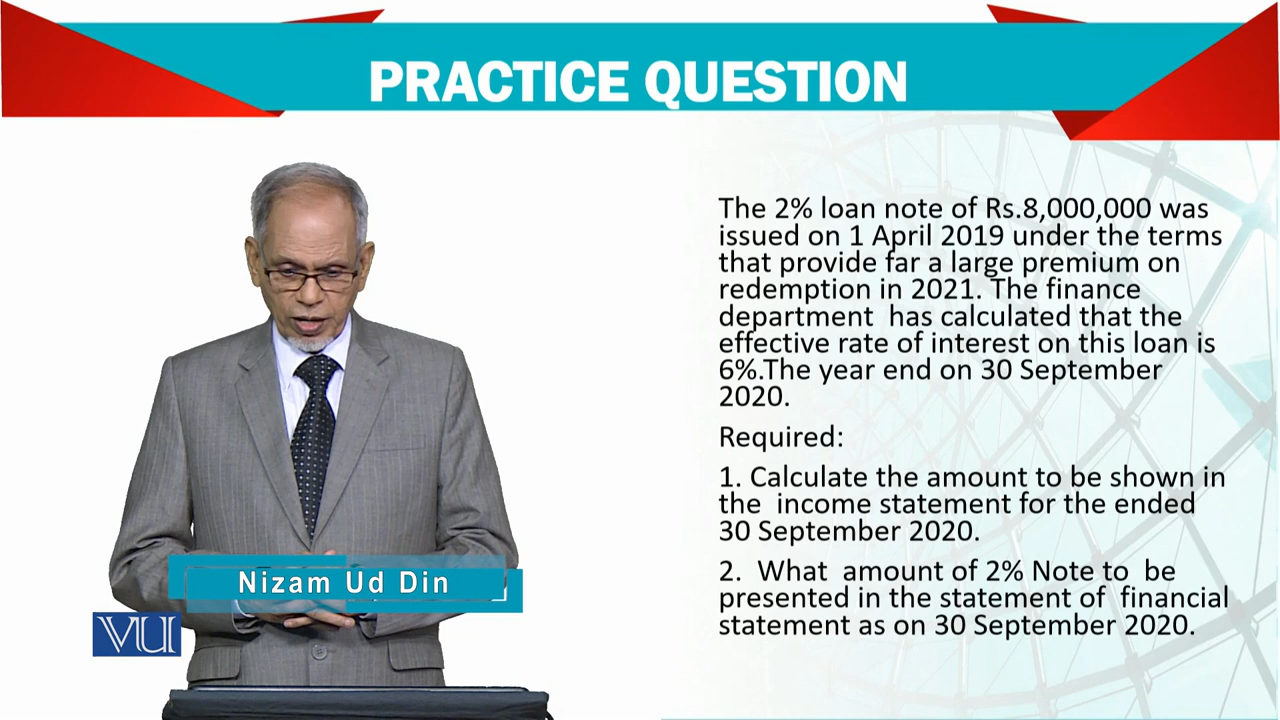 PRACTICE QUESTION
The 2% loan note of Rs.8,000,000 was
issued on 1 April 2019 under the terms
that provide far a large premium on
redemption in 2021. The finance
department  has calculated that the
effective rate of interest on this loan is
6%.The year end on 30 September
2020.
Required:
1. Calculate the amount to be shown in
the  income statement for the ended
30 September 2020.
2.  What  amount of 2% Note to  be
presented in the statement of  financial
statement as on 30 September 2020.
Nizam Ud Din
VU